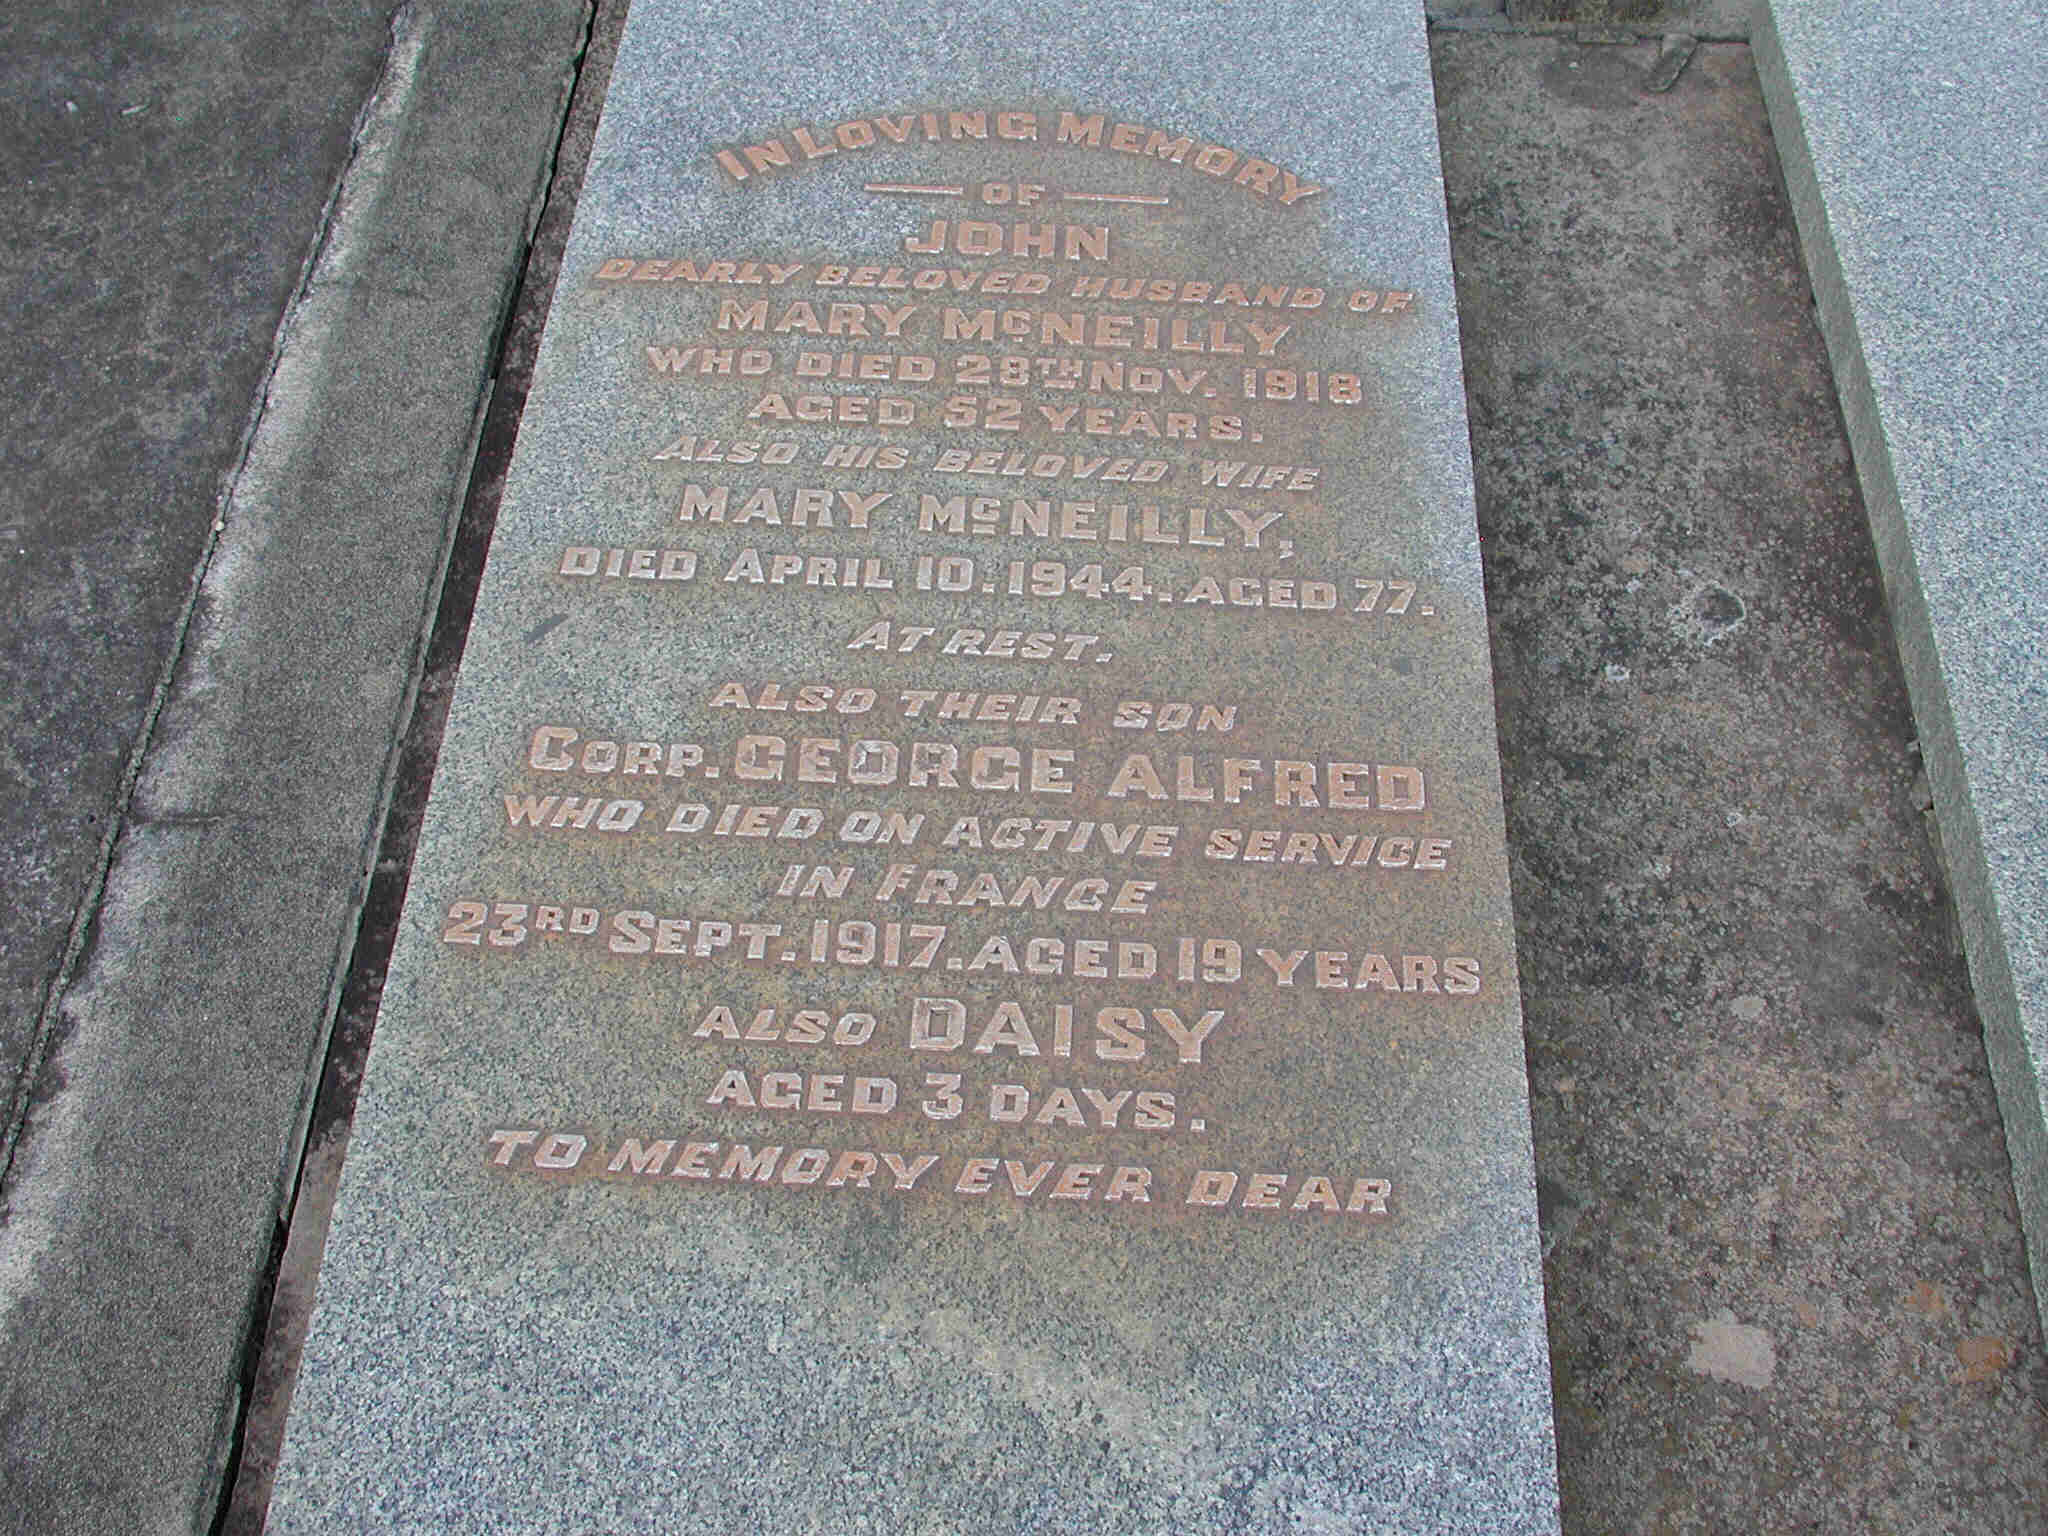 IN LOVING MEMORY
OF
JOHN
DEARLY BELOVED HUSBAND OF
MARY McNEILLY
WHO DIED 28TH NOV. 1918
AGED 52 YEARS.
ALSO HIS BELOVED WIFE
MARY McNEILLY,
DIED APRIL 10. 1944. AGED 77.
AT REST.
ALSO THEIR SON
CORP. GEORGE ALFRED
WHO DIED ON ACTIVE SERVICE
IN FRANCE
23RD SEPT. 1917. AGED 19 YEARS
ALSO DAISY
AGED 3 DAYS.
TO MEMORY EVER DEAR